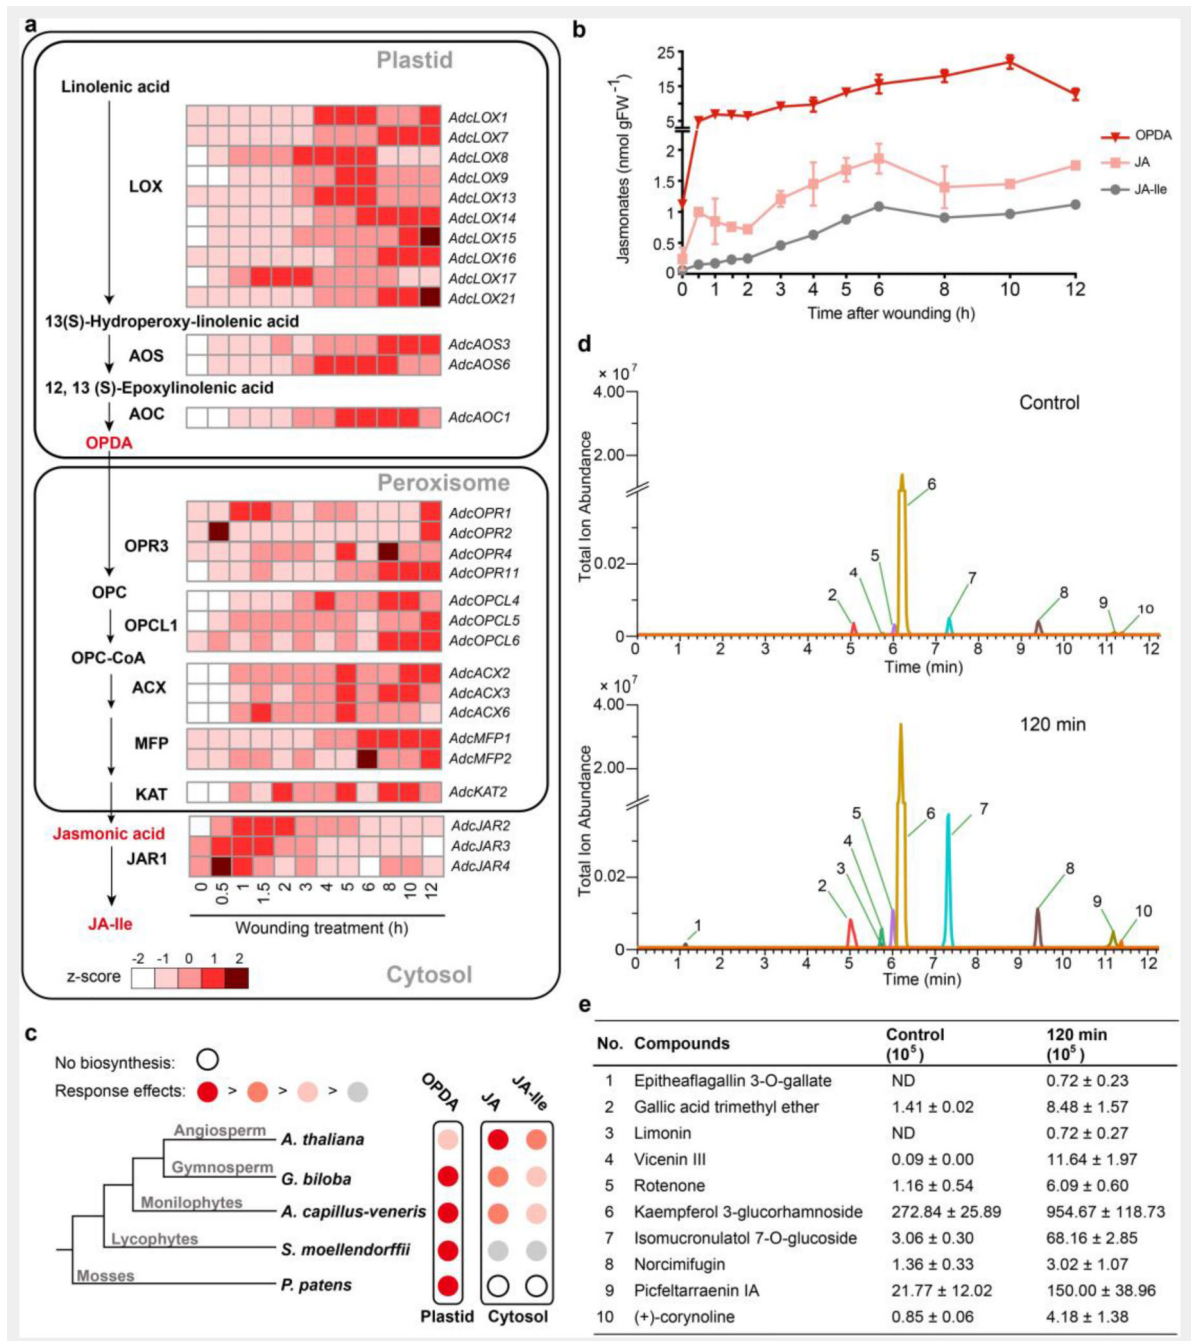 a
Plastid
Linolenic acid
LOX
AdcLOX1
AdcLOX7
AdcLOX8
AdcLOX9
AdcLOX13
AdcLOX14
AdcLOX15
AdcLOX16
AdcLOX17
AdcLOX21
13(S)-Hydroperoxy-linolenic acid
AOS
AdcAOS3
AdcAOS6
12, 13 (S)-Epoxylinolenic acid
AOC
AdcAOC1
OPDA
Peroxisome
OPR3
AdcOPR1
AdcOPR2
AdcOPR4
AdcOPR11
OPC
OPCL1
AdcOPCL4
AdcOPCL5
AdcOPCL6
OPC-CoA
ACX
AdcACX2
AdcACX3
AdcACX6
MFP
AdcMFP1
AdcMFP2
KAT
AdcKAT2
Jasmonic acid
JAR1
AdcJAR2
AdcJAR3
AdcJAR4
0 0.5 1 1.5 2 3 4 5 6 8 10 12
JA-Ile
Wounding treatment (h)
z-score
-2 -1 0 1 2
Cytosol
b
Jasmonates (nmol gFW⁻¹)
25
15
5
2
1.5
1
0.5
0
0 1 2 3 4 5 6 8 10 12
Time after wounding (h)
OPDA
JA
JA-Ile
c
No biosynthesis:
Response effects: > > >
OPDA JA JA-Ile
Angiosperm A. thaliana
Gymnosperm G. biloba
Monilophytes A. capillus-veneris
Lycophytes S. moellendorffii
Mosses P. patens
Plastid Cytosol
d
× 10⁷
4.00
2.00
0.02
0
Total Ion Abundance
Control
2 4 5 6 7 8 9 10
0 1 2 3 4 5 6 7 8 9 10 11 12
Time (min)
× 10⁷
4.00
2.00
0.02
0
Total Ion Abundance
120 min
1 2 3 4 5 6 7 8 9 10
0 1 2 3 4 5 6 7 8 9 10 11 12
Time (min)
e
No. Compounds Control (10⁵) 120 min (10⁵)
1 Epitheaflagallin 3-O-gallate ND 0.72 ± 0.23
2 Gallic acid trimethyl ether 1.41 ± 0.02 8.48 ± 1.57
3 Limonin ND 0.72 ± 0.27
4 Vicenin III 0.09 ± 0.00 11.64 ± 1.97
5 Rotenone 1.16 ± 0.54 6.09 ± 0.60
6 Kaempferol 3-glucorhamnoside 272.84 ± 25.89 954.67 ± 118.73
7 Isomucronulatol 7-O-glucoside 3.06 ± 0.30 68.16 ± 2.85
8 Norcimifugin 1.36 ± 0.33 3.02 ± 1.07
9 Picfeltarraenin IA 21.77 ± 12.02 150.00 ± 38.96
10 (+)-corynoline 0.85 ± 0.06 4.18 ± 1.38